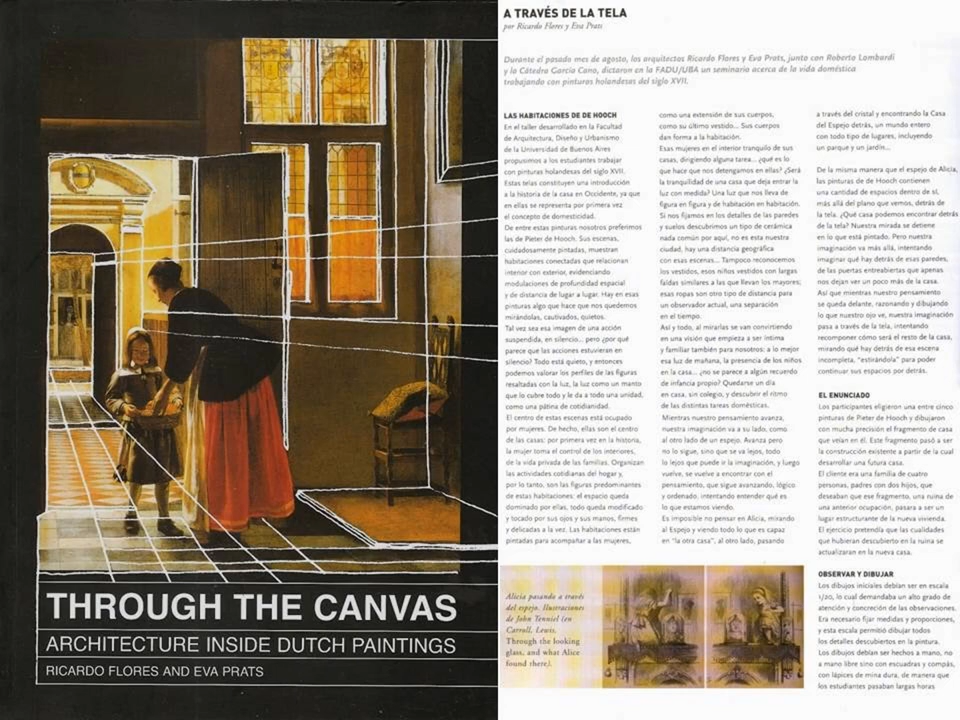 THROUGH THE CANVAS
ARCHITECTURE INSIDE DUTCH PAINTINGS
RICARDO FLORES AND EVA PRATS
A TRAVÉS DE LA TELA
por Ricardo Flores y Eva Prats
Durante el pasado mes de agosto, los arquitectos Ricardo Flores y Eva Prats, junto con Roberto Lombardi
y la Cátedra García Cano, dictaron en la FADU/UBA un seminario acerca de la vida doméstica
trabajando con pinturas holandesas del siglo XVII.
LAS HABITACIONES DE DE HOOCH
En el taller desarrollado en la Facultad
de Arquitectura, Diseño y Urbanismo
de la Universidad de Buenos Aires
propusimos a los estudiantes trabajar
con pinturas holandesas del siglo XVII.
Estas telas constituyen una introducción
a la historia de la casa en Occidente, ya que
en ellas se representa por primera vez
el concepto de domesticidad.
De entre estas pinturas nosotros preferimos
las de Pieter de Hooch. Sus escenas,
cuidadosamente pintadas, muestran
habitaciones conectadas que relacionan
interior con exterior, evidenciando
modulaciones de profundidad espacial
y de distancia de lugar a lugar. Hay en esas
pinturas algo que hace que nos quedemos
mirándolas, cautivados, quietos.
Tal vez sea esa imagen de una acción
suspendida, en silencio... pero ¿por qué
parece que las acciones estuvieran en
silencio? Todo está quieto, y entonces
podemos valorar los perfiles de las figuras
resaltadas con la luz, la luz como un manto
que lo cubre todo y le da a todo una unidad,
como una pátina de cotidianidad.
El centro de estas escenas está ocupado
por mujeres. De hecho, ellas son el centro
de las casas: por primera vez en la historia,
la mujer toma el control de los interiores,
de la vida privada de las familias. Organizan
las actividades cotidianas del hogar y,
por lo tanto, son las figuras predominantes
de estas habitaciones: el espacio queda
dominado por ellas, todo queda modificado
y tocado por sus ojos y sus manos, firmes
y delicadas a la vez. Las habitaciones están
pintadas para acompañar a las mujeres,
como una extensión de sus cuerpos,
como su último vestido... Sus cuerpos
dan forma a la habitación.
Esas mujeres en el interior tranquilo de sus
casas, dirigiendo alguna tarea... ¿qué es lo
que hace que nos detengamos en ellas? ¿Será
la tranquilidad de una casa que deja entrar la
luz con medida? Una luz que nos lleva de
figura en figura y de habitación en habitación.
Si nos fijamos en los detalles de las paredes
y suelos descubrimos un tipo de cerámica
nada común por aquí, no es esta nuestra
ciudad, hay una distancia geográfica
con esas escenas... Tampoco reconocemos
los vestidos, esos niños vestidos con largas
faldas similares a las que llevan los mayores;
esas ropas son otro tipo de distancia para
un observador actual, una separación
en el tiempo.
Así y todo, al mirarlas se van convirtiendo
en una visión que empieza a ser íntima
y familiar también para nosotros: a lo mejor
esa luz de mañana, la presencia de los niños
en la casa... ¿no se parece a algún recuerdo
de infancia propio? Quedarse un día
en casa, sin colegio, y descubrir el ritmo
de las distintas tareas domésticas.
Mientras nuestro pensamiento avanza,
nuestra imaginación va a su lado, como
al otro lado de un espejo. Avanza pero
no lo sigue, sino que se va lejos, todo
lo lejos que puede ir la imaginación, y luego
vuelve, se vuelve a encontrar con el
pensamiento, que sigue avanzando, lógico
y ordenado, intentando entender qué es
lo que estamos viendo.
Es imposible no pensar en Alicia, mirando
al Espejo y viendo todo lo que es capaz
en "la otra casa", al otro lado, pasando
a través del cristal y encontrando la Casa
del Espejo detrás, un mundo entero
con todo tipo de lugares, incluyendo
un parque y un jardín...
De la misma manera que el espejo de Alicia,
las pinturas de de Hooch contienen
una cantidad de espacios dentro de sí,
más allá del plano que vemos, detrás de
la tela. ¿Qué casa podemos encontrar detrás
de la tela? Nuestra mirada se detiene
en lo que está pintado. Pero nuestra
imaginación va más allá, intentando
imaginar qué hay detrás de esas paredes,
de las puertas entreabiertas que apenas
nos dejan ver un poco más de la casa.
Así que mientras nuestro pensamiento
se queda delante, razonando y dibujando
lo que nuestro ojo ve, nuestra imaginación
pasa a través de la tela, intentando
recomponer cómo será el resto de la casa,
mirando qué hay detrás de esa escena
incompleta, "estirándola" para poder
continuar sus espacios por detrás.
EL ENUNCIADO
Los participantes eligieron una entre cinco
pinturas de Pieter de Hooch y dibujaron
con mucha precisión el fragmento de casa
que veían en él. Este fragmento pasó a ser
la construcción existente a partir de la cual
desarrollar una futura casa.
El cliente era una familia de cuatro
personas, padres con dos hijos, que
deseaban que ese fragmento, una ruina de
una anterior ocupación, pasara a ser un
lugar estructurante de la nueva vivienda.
El ejercicio pretendía que las cualidades
que hubieran descubierto en la ruina se
actualizaran en la nueva casa.
OBSERVAR Y DIBUJAR
Los dibujos iniciales debían ser en escala
1/20, lo cual demandaba un alto grado de
atención y concreción de las observaciones.
Era necesario fijar medidas y proporciones,
y esta escala permitió dibujar todos
los detalles descubiertos en la pintura.
Los dibujos debían ser hechos a mano, no
a mano libre sino con escuadras y compás,
con lápices de mina dura, de manera que
los estudiantes pasaban largas horas
Alicia pasando a través
del espejo. Ilustraciones
de John Tenniel (en
Carroll, Lewis.
Through the looking
glass, and what Alice
found there).